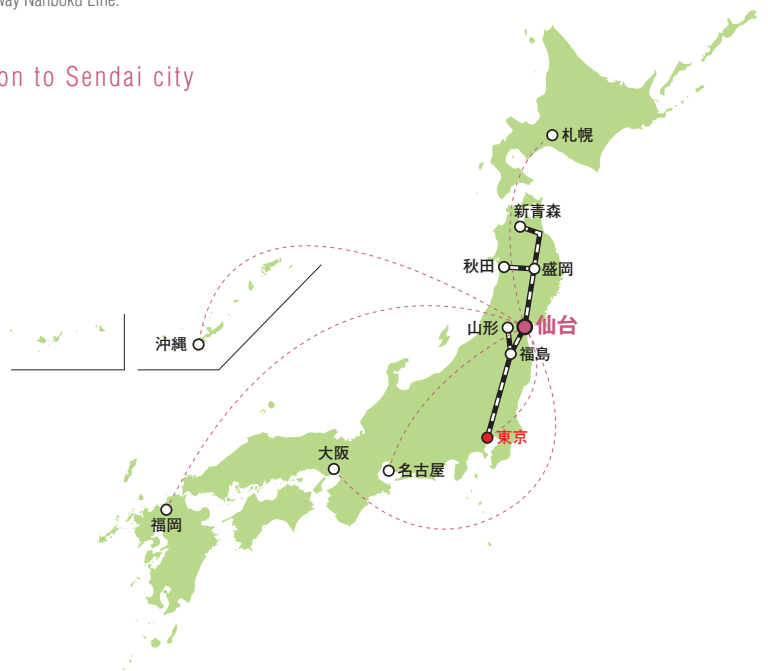 way Nanboku Line.
on to Sendai city
札幌
新青森
秋田
盛岡
山形
仙台
福島
沖縄
東京
大阪
名古屋
福岡